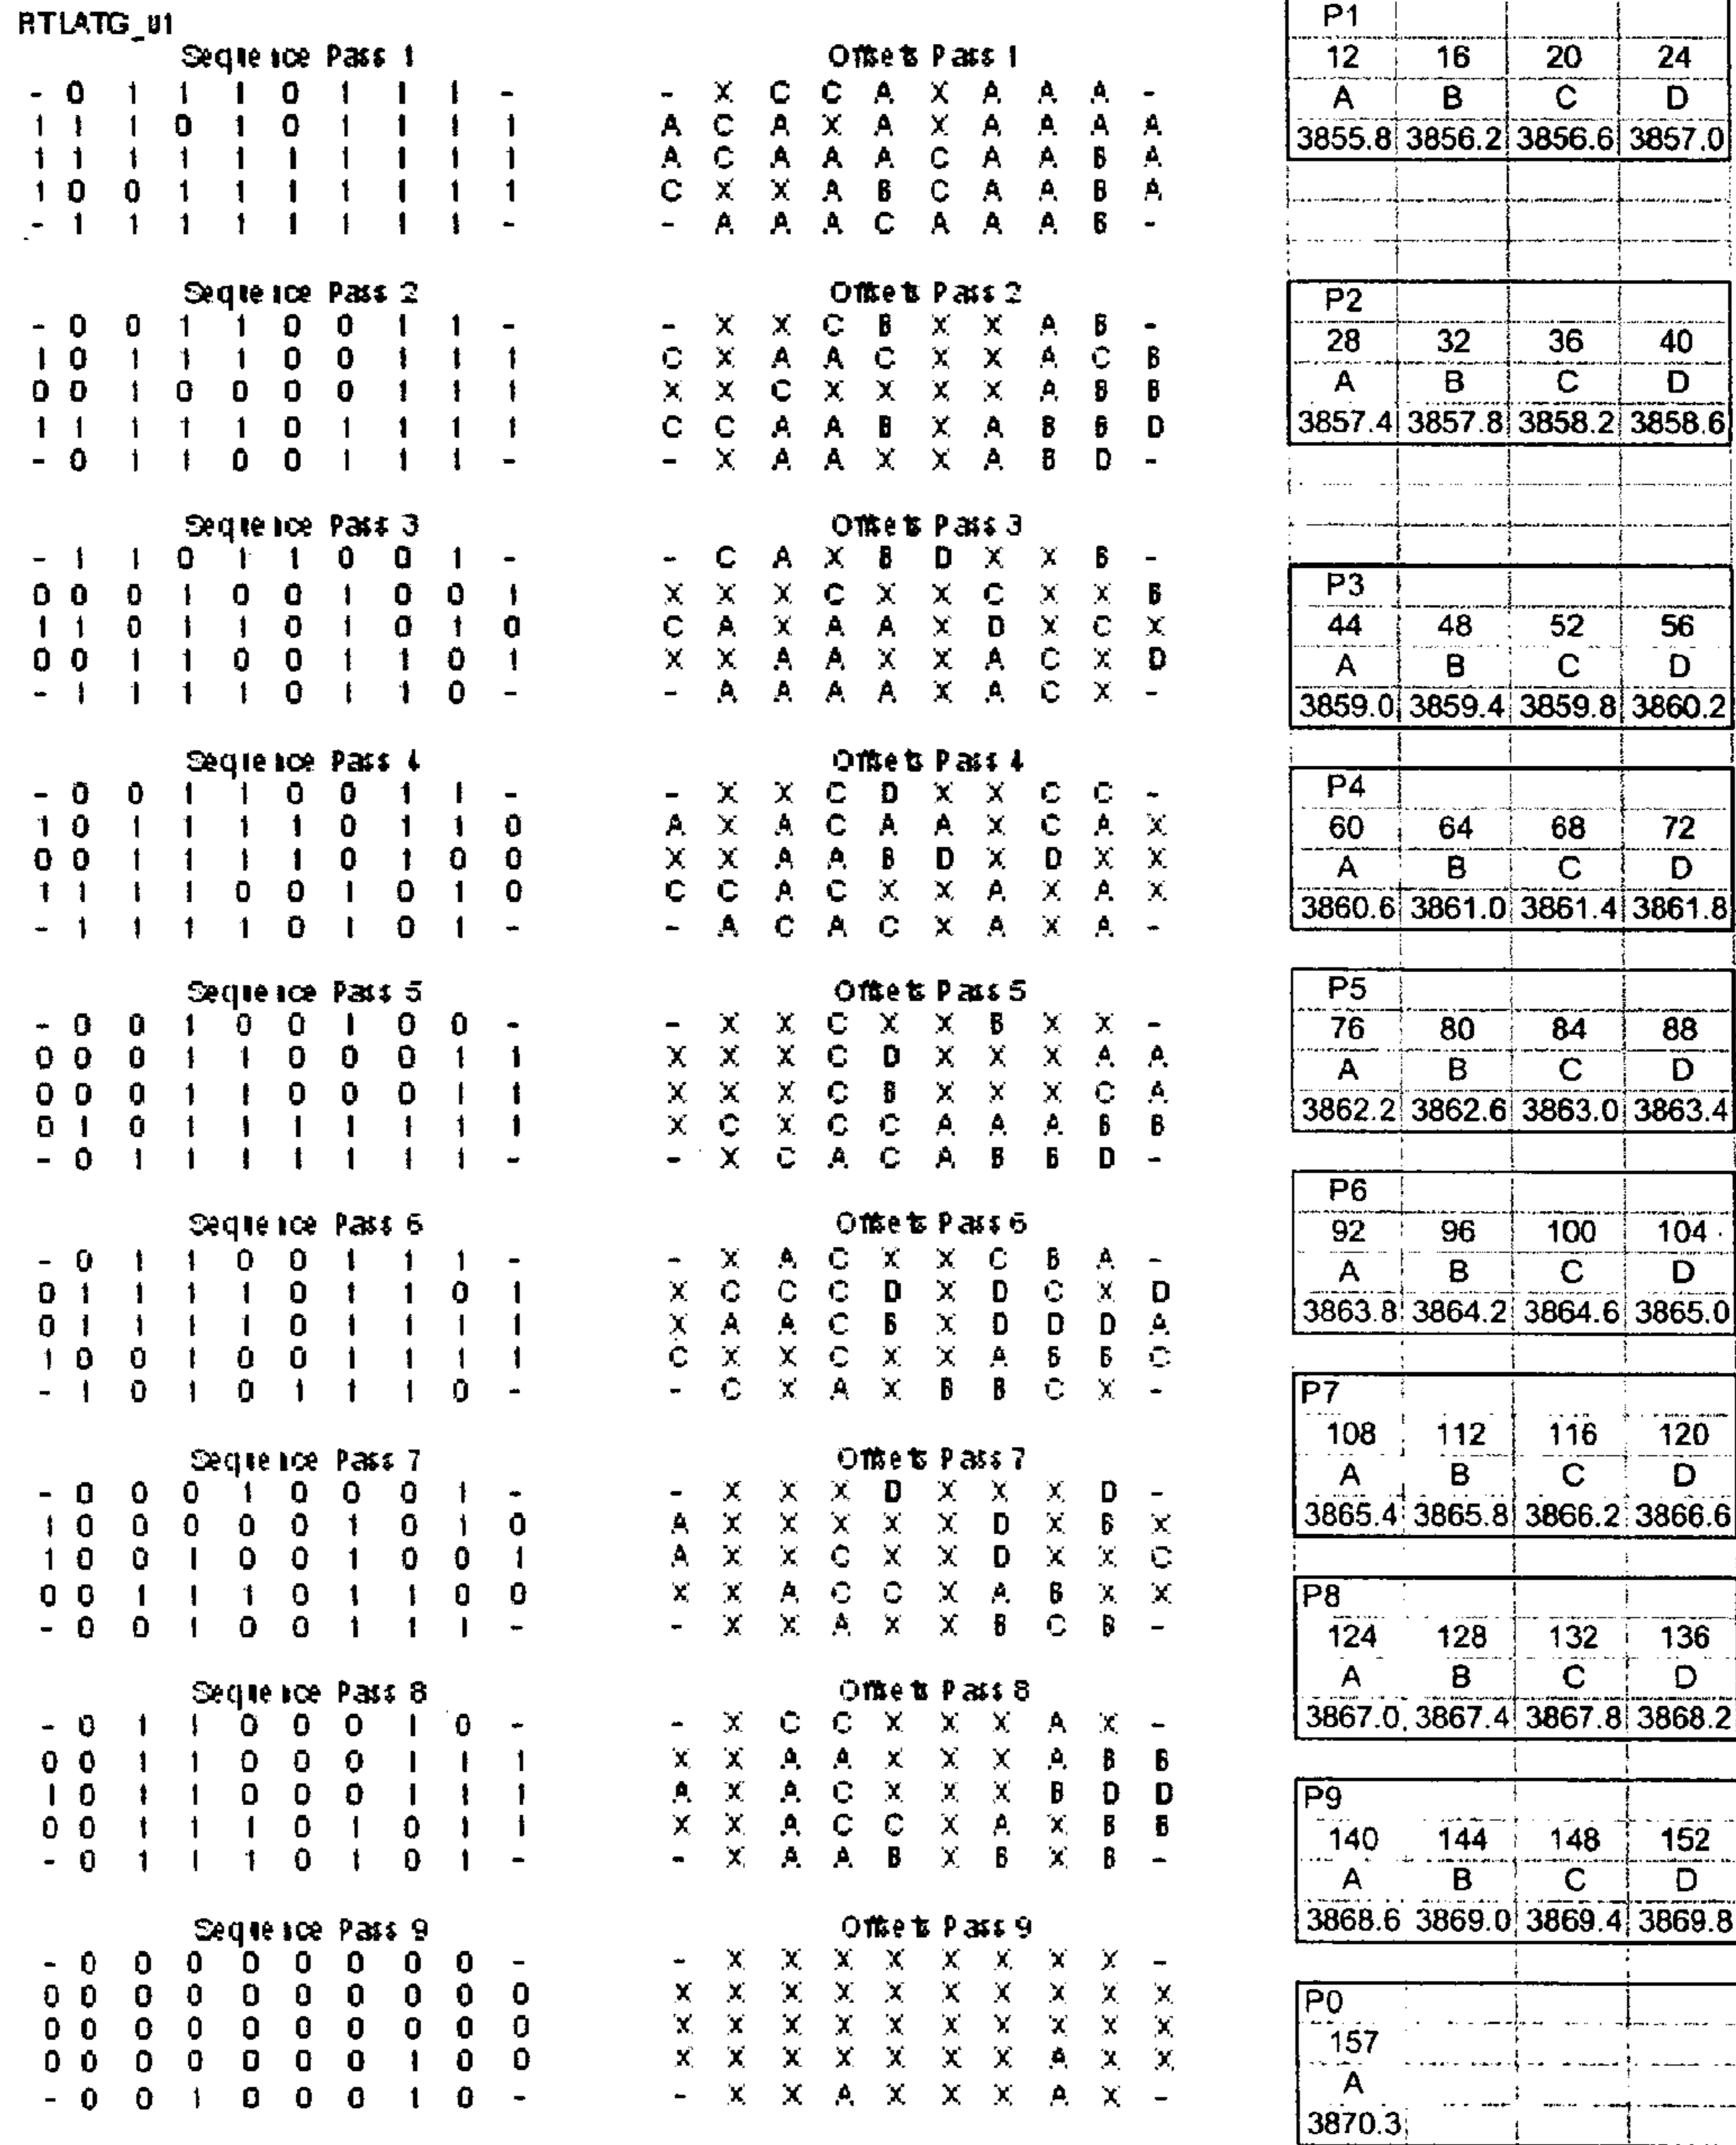 RTLATG_01
Sequence Pass 1
- 0 1 1 1 0 1 1 1 -
1 1 1 0 1 0 1 1 1 1
1 1 1 1 1 1 1 1 1 1
1 0 0 1 1 1 1 1 1 1
- 1 1 1 1 1 1 1 1 -
Offsets Pass 1
- X C C A X A A A -
A C A X A X A A A A
A C A A A C A A B A
C X X A B C A A B A
- A A A C A A A B -
P1
12 16 20 24
A B C D
3855.8 3856.2 3856.6 3857.0
Sequence Pass 2
- 0 0 1 1 0 0 1 1 -
1 0 1 1 1 0 0 1 1 1
0 0 1 0 0 0 0 1 1 1
1 1 1 1 1 0 1 1 1 1
- 0 1 1 0 0 1 1 1 -
Offsets Pass 2
- X X C B X X A B -
C X A A C X X A C B
X X C X X X X A B B
C C A A B X A B B D
- X A A X X A B D -
P2
28 32 36 40
A B C D
3857.4 3857.8 3858.2 3858.6
Sequence Pass 3
- 1 1 0 1 1 0 0 1 -
0 0 0 1 0 0 1 0 0 1
1 1 0 1 1 0 1 0 1 0
0 0 1 1 0 0 1 1 0 1
- 1 1 1 1 0 1 1 0 -
Offsets Pass 3
- C A X B D X X B -
X X X C X X C X X B
C A X A A X D X C X
X X A A X X A C X D
- A A A A X A C X -
P3
44 48 52 56
A B C D
3859.0 3859.4 3859.8 3860.2
Sequence Pass 4
- 0 0 1 1 0 0 1 1 -
1 0 1 1 1 1 0 1 1 0
0 0 1 1 1 1 0 1 0 0
1 1 1 1 0 0 1 0 1 0
- 1 1 1 1 0 1 0 1 -
Offsets Pass 4
- X X C D X X C C -
A X A C A A X C A X
X X A A B D X D X X
C C A C X X A X A X
- A C A C X A X A -
P4
60 64 68 72
A B C D
3860.6 3861.0 3861.4 3861.8
Sequence Pass 5
- 0 0 1 0 0 1 0 0 -
0 0 0 1 1 0 0 0 1 1
0 0 0 1 1 0 0 0 1 1
0 1 0 1 1 1 1 1 1 1
- 0 1 1 1 1 1 1 1 -
Offsets Pass 5
- X X C X X B X X -
X X X C D X X X A A
X X X C B X X X C A
X C X C C A A A B B
- X C A C A B B D -
P5
76 80 84 88
A B C D
3862.2 3862.6 3863.0 3863.4
Sequence Pass 6
- 0 1 1 0 0 1 1 1 -
0 1 1 1 1 0 1 1 0 1
0 1 1 1 1 0 1 1 1 1
1 0 0 1 0 0 1 1 1 1
- 1 0 1 0 1 1 1 0 -
Offsets Pass 6
- X A C X X C B A -
X C C C D X D C X D
X A A C B X D D D A
C X X C X X A B B C
- C X A X B B C X -
P6
92 96 100 104
A B C D
3863.8 3864.2 3864.6 3865.0
Sequence Pass 7
- 0 0 0 1 0 0 0 1 -
1 0 0 0 0 0 1 0 1 0
1 0 0 1 0 0 1 0 0 1
0 0 1 1 1 0 1 1 0 0
- 0 0 1 0 0 1 1 1 -
Offsets Pass 7
- X X X D X X X D -
A X X X X X D X B X
A X X C X X D X X C
X X A C C X A B X X
- X X A X X B C B -
P7
108 112 116 120
A B C D
3865.4 3865.8 3866.2 3866.6
Sequence Pass 8
- 0 1 1 0 0 0 1 0 -
0 0 1 1 0 0 0 1 1 1
1 0 1 1 0 0 0 1 1 1
0 0 1 1 1 0 1 0 1 1
- 0 1 1 1 0 1 0 1 -
Offsets Pass 8
- X C C X X X A X -
X X A A X X X A B B
A X A C X X X B D D
X X A C C X A X B B
- X A A B X B X B -
P8
124 128 132 136
A B C D
3867.0 3867.4 3867.8 3868.2
Sequence Pass 9
- 0 0 0 0 0 0 0 0 -
0 0 0 0 0 0 0 0 0 0
0 0 0 0 0 0 0 0 0 0
0 0 0 0 0 0 0 1 0 0
- 0 0 1 0 0 0 1 0 -
Offsets Pass 9
- X X X X X X X X -
X X X X X X X X X X
X X X X X X X X X X
X X X X X X X A X X
- X X A X X X A X -
P9
140 144 148 152
A B C D
3868.6 3869.0 3869.4 3869.8
P0
157
A
3870.3